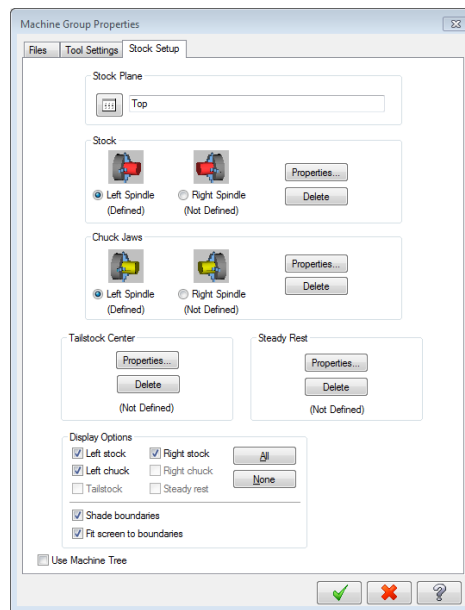 Machine Group Properties
Files Tool Settings Stock Setup
Stock Plane
Top
Stock
Properties...
Left Spindle Right Spindle
Delete
(Defined) (Not Defined)
Chuck Jaws
Properties...
Left Spindle Right Spindle
Delete
(Defined) (Not Defined)
Tailstock Center Steady Rest
Properties... Properties...
Delete Delete
(Not Defined) (Not Defined)
Display Options
Left stock Right stock All
Left chuck Right chuck
Tailstock Steady rest None
Shade boundaries
Fit screen to boundaries
Use Machine Tree